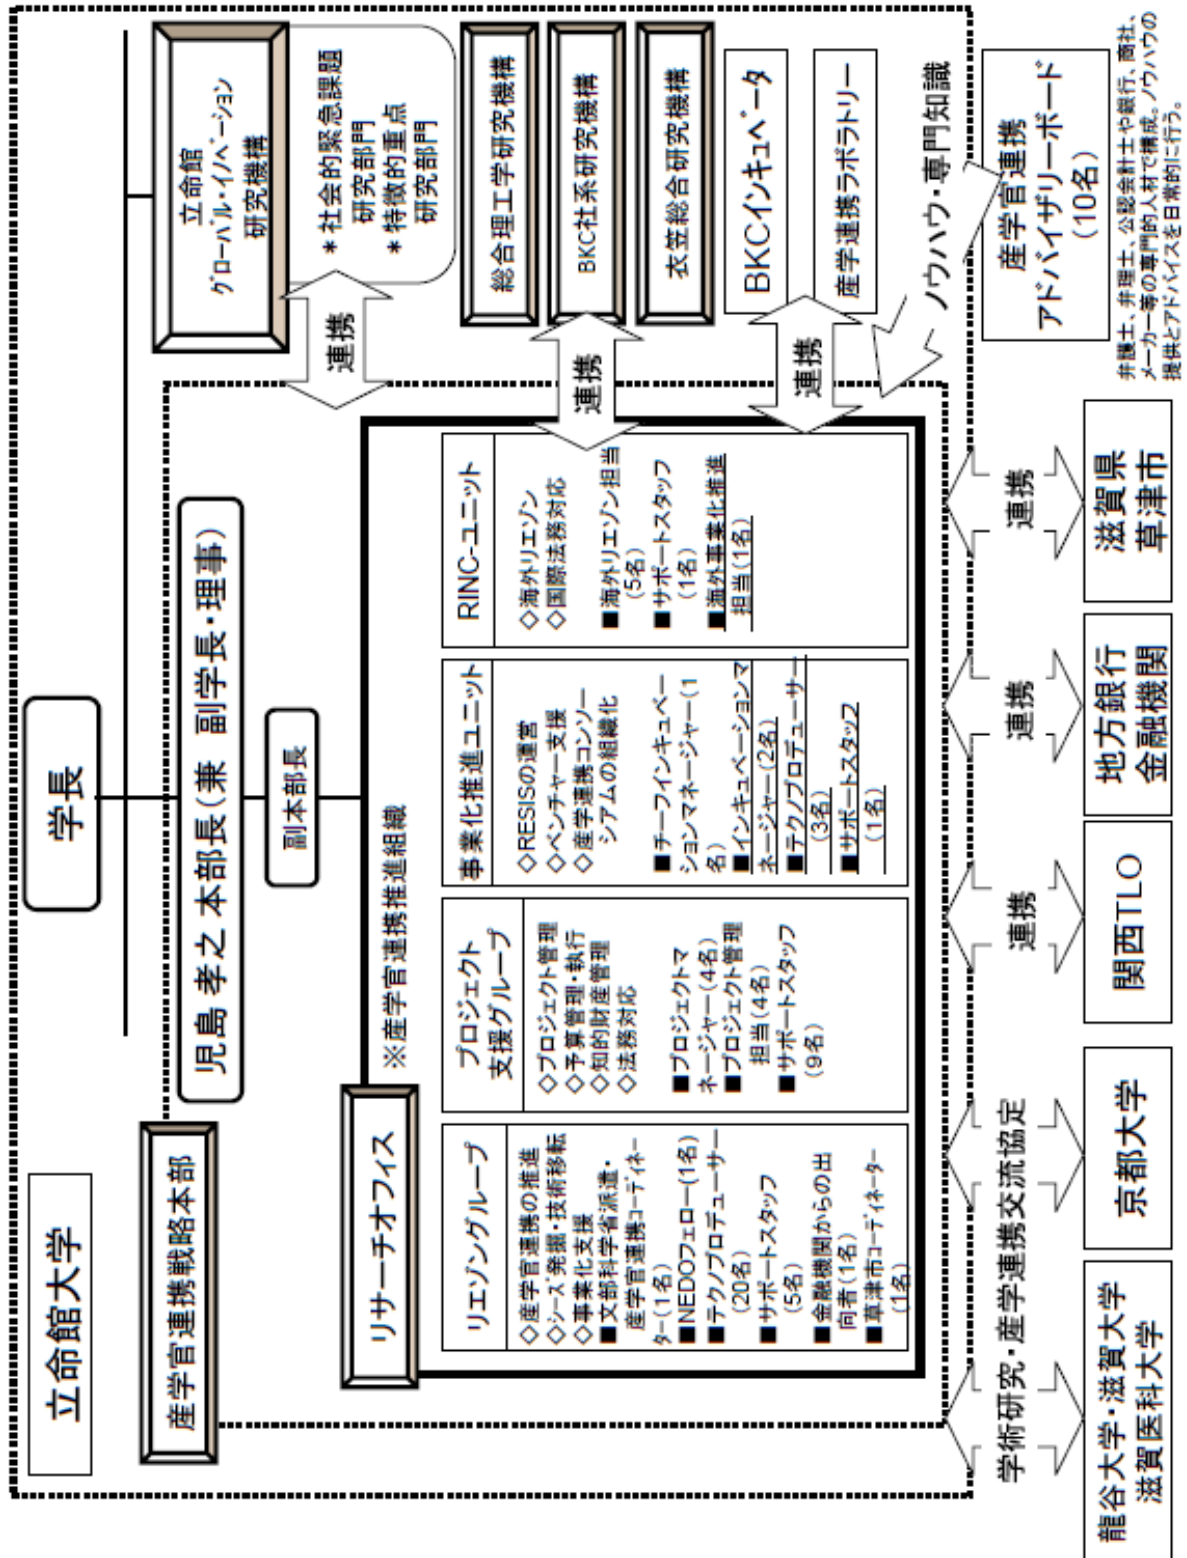 立命館大学
学長
産学官連携戦略本部
児島 孝之 本部長（兼　副学長・理事）
副本部長
立命館
グローバル・イノベーション
研究機構
＊社会的緊急課題
研究部門
＊特徴的重点
研究部門
連携
リサーチオフィス
※産学官連携推進組織
リエゾングループ
◇産学官連携の推進
◇シーズ発掘・技術移転
◇事業化支援
■文部科学省派遣・
産学官連携コーディネー
ター（1名）
■NEDOフェロー（1名）
■テクノプロデューサー
（20名）
■サポートスタッフ
（5名）
■金融機関からの出
向者（1名）
■草津市コーディネーター
（1名）
プロジェクト
支援グループ
◇プロジェクト管理
◇予算管理・執行
◇知的財産管理
◇法務対応
■プロジェクトマ
ネージャー（4名）
■プロジェクト管理
担当（4名）
■サポートスタッフ
（9名）
事業化推進ユニット
◇RESISの運営
◇ベンチャー支援
◇産学連携コンソー
シアムの組織化
■チーフインキュベー
ションマネージャー（1
名）
■インキュベーションマ
ネージャー（2名）
■テクノプロデューサー
（3名）
■サポートスタッフ
（1名）
RINC-ユニット
◇海外リエゾン
◇国際法務対応
■海外リエゾン担当
（5名）
■サポートスタッフ
（1名）
■海外事業化推進
担当（1名）
総合理工学研究機構
BKC社系研究機構
衣笠総合研究機構
連携
BKCインキュベータ
産学連携ラボラトリー
連携
ノウハウ・専門知識
学術研究・産学連携交流協定
連携
連携
連携
龍谷大学・滋賀大学
滋賀医科大学
京都大学
関西TLO
地方銀行
金融機関
滋賀県
草津市
産学官連携
アドバイザリーボード
（10名）
弁護士、弁理士、公認会計士や銀行、商社、
メーカー等の専門的人材で構成。ノウハウの
提供とアドバイスを日常的に行う。